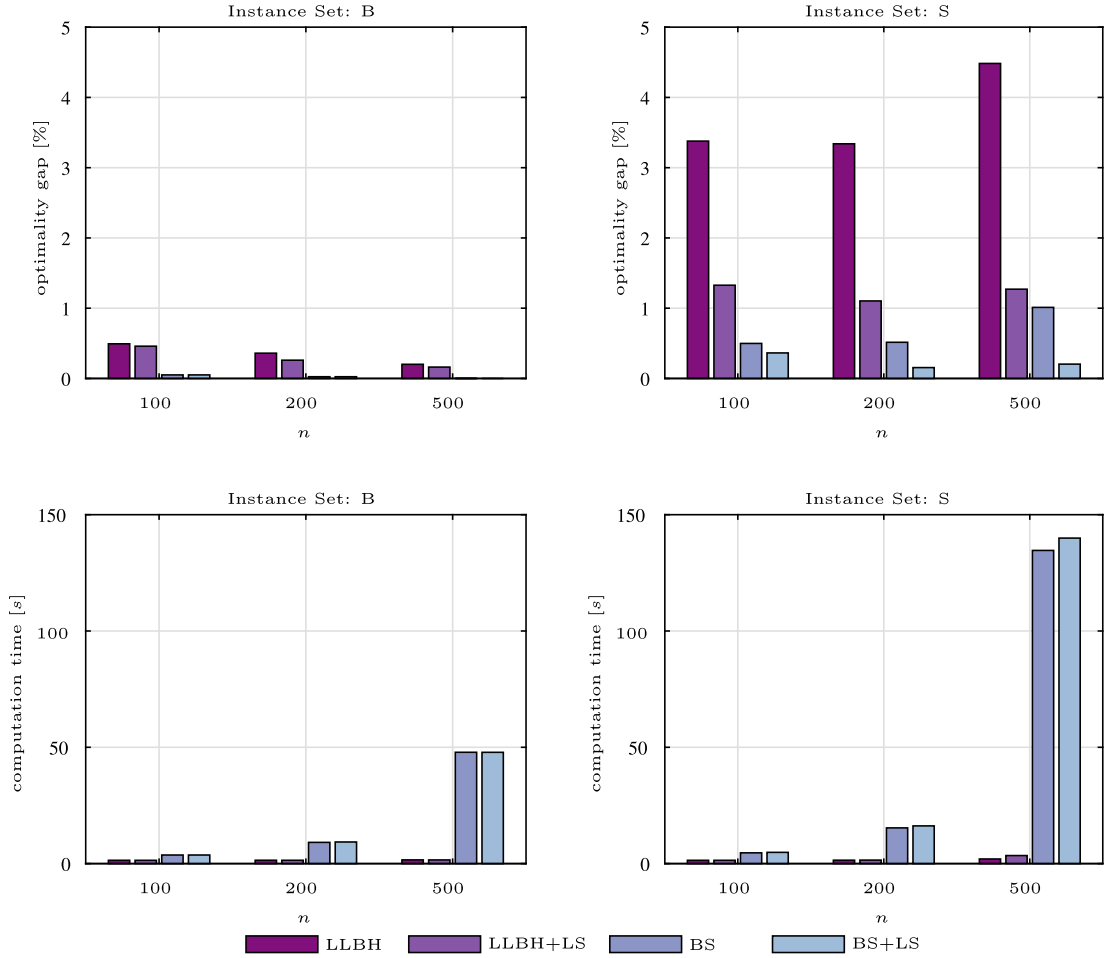 Instance Set: B
5
4
3
2
1
0
optimality gap [%]
100
200
500
n
Instance Set: S
5
4
3
2
1
0
optimality gap [%]
100
200
500
n
Instance Set: B
150
100
50
0
computation time [s]
100
200
500
n
Instance Set: S
150
100
50
0
computation time [s]
100
200
500
n
LLBH
LLBH+LS
BS
BS+LS